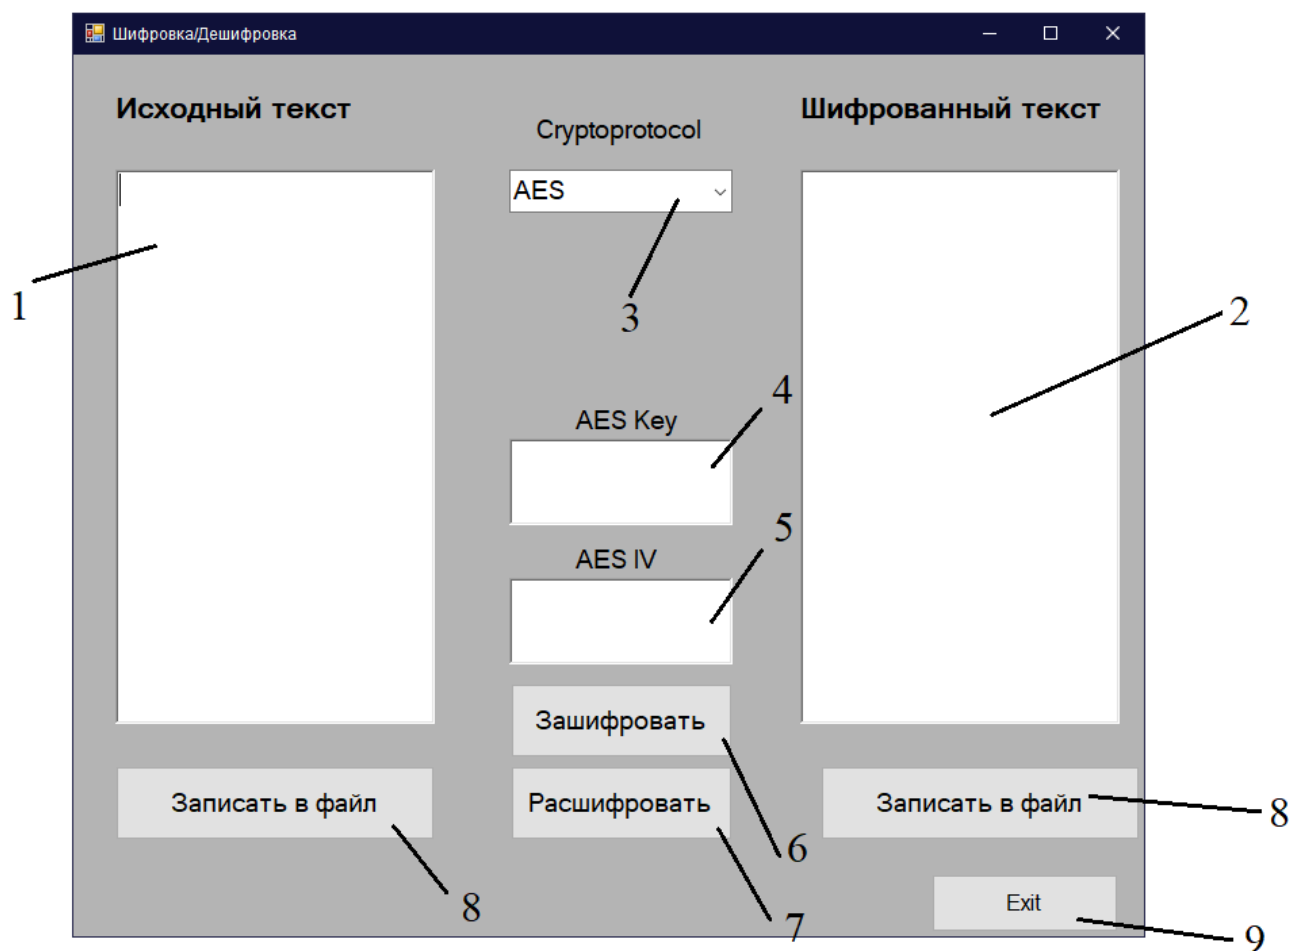 Шифровка/Дешифровка
Исходный текст
Cryptoprotocol
Шифрованный текст
AES
1
3
2
4
AES Key
5
AES IV
Зашифровать
Записать в файл
Расшифровать
Записать в файл
6
8
8
7
Exit
9